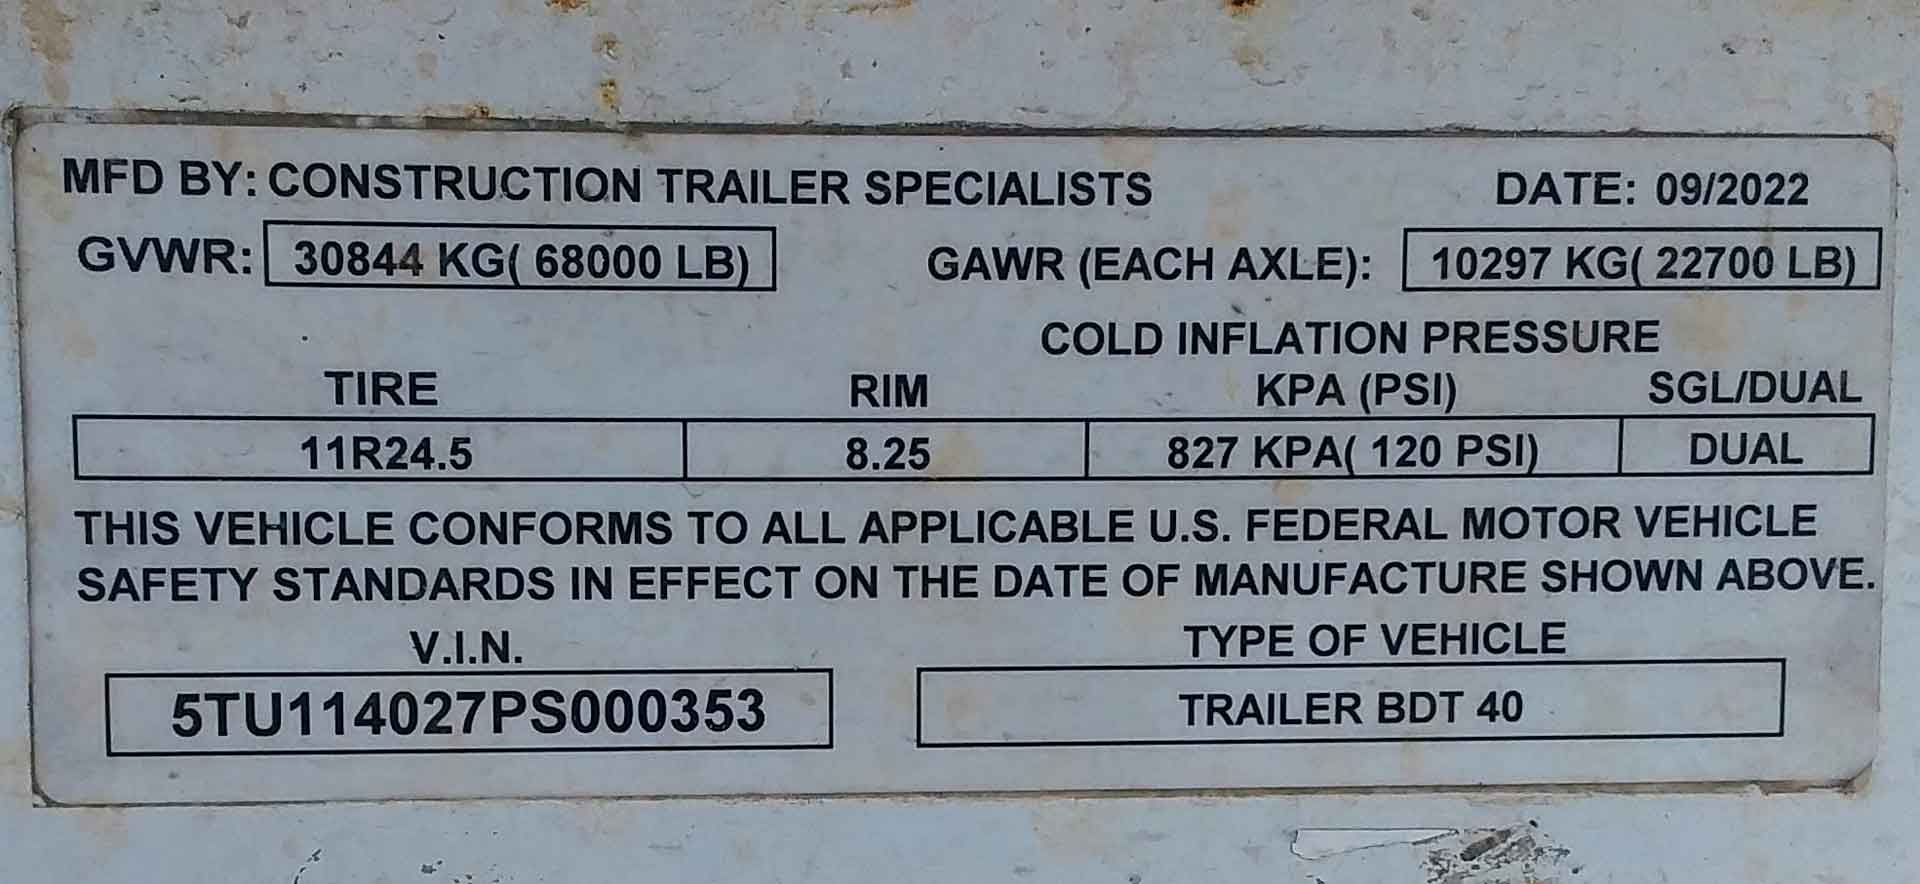 MFD BY: CONSTRUCTION TRAILER SPECIALISTS DATE: 09/2022
GVWR: 30844 KG( 68000 LB) GAWR (EACH AXLE): 10297 KG( 22700 LB)
COLD INFLATION PRESSURE
TIRE RIM KPA (PSI) SGL/DUAL
11R24.5 8.25 827 KPA( 120 PSI) DUAL
THIS VEHICLE CONFORMS TO ALL APPLICABLE U.S. FEDERAL MOTOR VEHICLE
SAFETY STANDARDS IN EFFECT ON THE DATE OF MANUFACTURE SHOWN ABOVE.
V.I.N. TYPE OF VEHICLE
5TU114027PS000353 TRAILER BDT 40